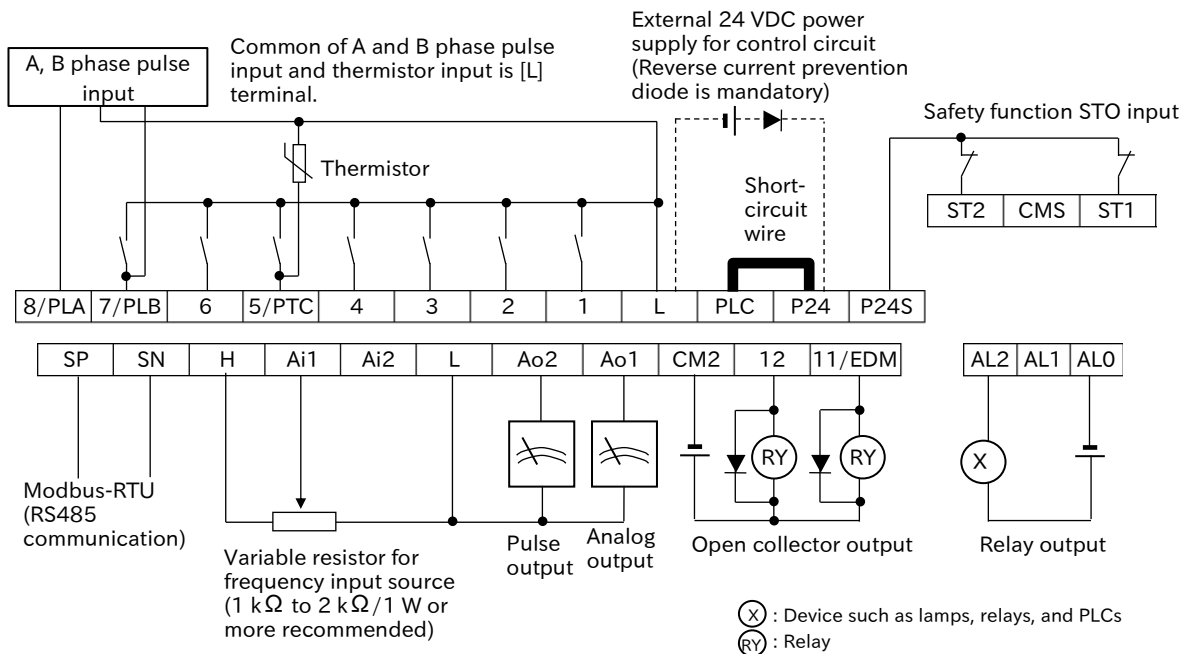 A, B phase pulse
input
Common of A and B phase pulse
input and thermistor input is [L]
terminal.
External 24 VDC power
supply for control circuit
(Reverse current prevention
diode is mandatory)
Safety function STO input
Thermistor
Short-
circuit
wire
ST2 CMS ST1
8/PLA 7/PLB 6 5/PTC 4 3 2 1 L PLC P24 P24S
SP SN H Ai1 Ai2 L Ao2 Ao1 CM2 12 11/EDM
AL2 AL1 AL0
RY
RY
X
Modbus-RTU
(RS485
communication)
Variable resistor for
frequency input source
(1 kΩ to 2 kΩ/1 W or
more recommended)
Pulse
output
Analog
output
Open collector output
Relay output
X : Device such as lamps, relays, and PLCs
RY : Relay